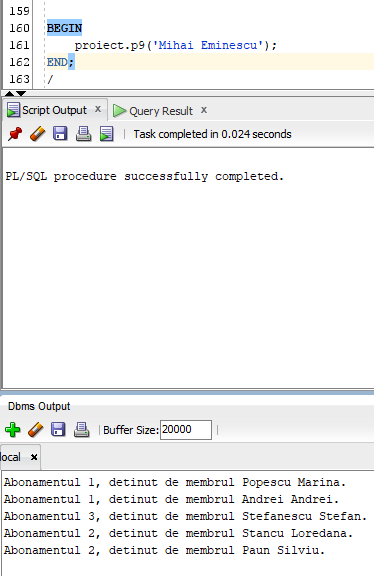 159
160 BEGIN
161 proiect.p9('Mihai Eminescu');
162 END;
163 /
Script Output x Query Result x
Task completed in 0.024 seconds
PL/SQL procedure successfully completed.
Dbms Output
Buffer Size: 20000
local x
Abonamentul 1, detinut de membrul Popescu Marina.
Abonamentul 1, detinut de membrul Andrei Andrei.
Abonamentul 3, detinut de membrul Stefanescu Stefan.
Abonamentul 2, detinut de membrul Stancu Loredana.
Abonamentul 2, detinut de membrul Paun Silviu.